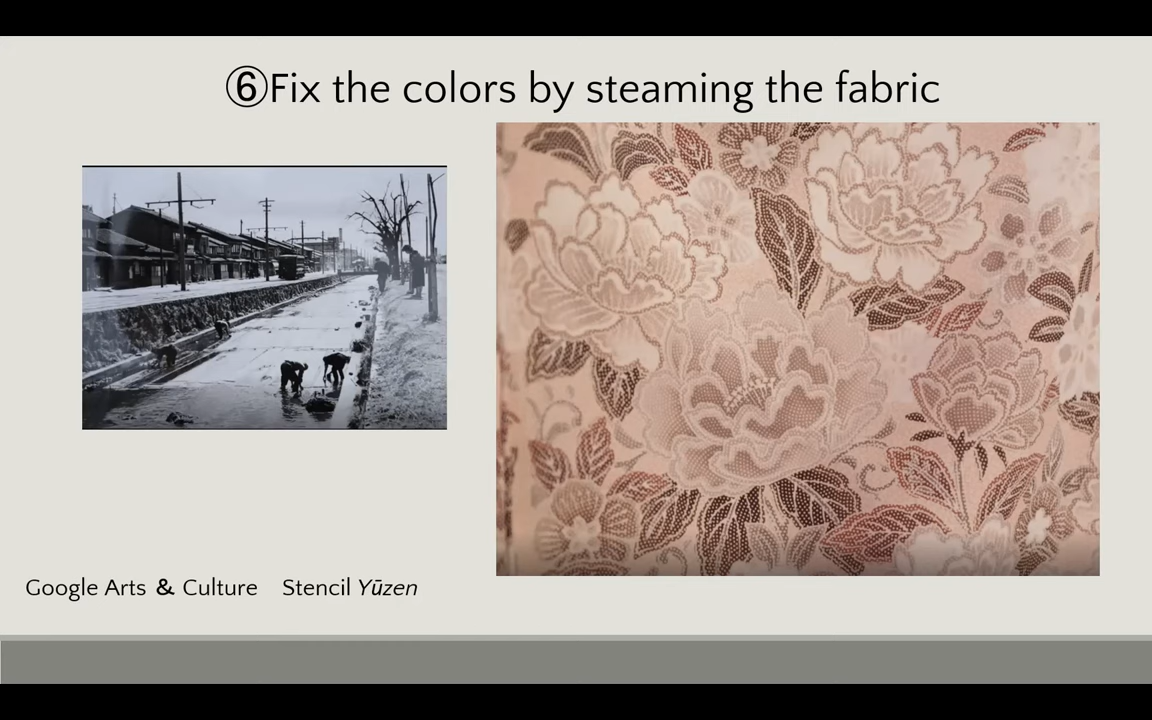 ⑥Fix the colors by steaming the fabric
Google Arts & Culture Stencil Yūzen